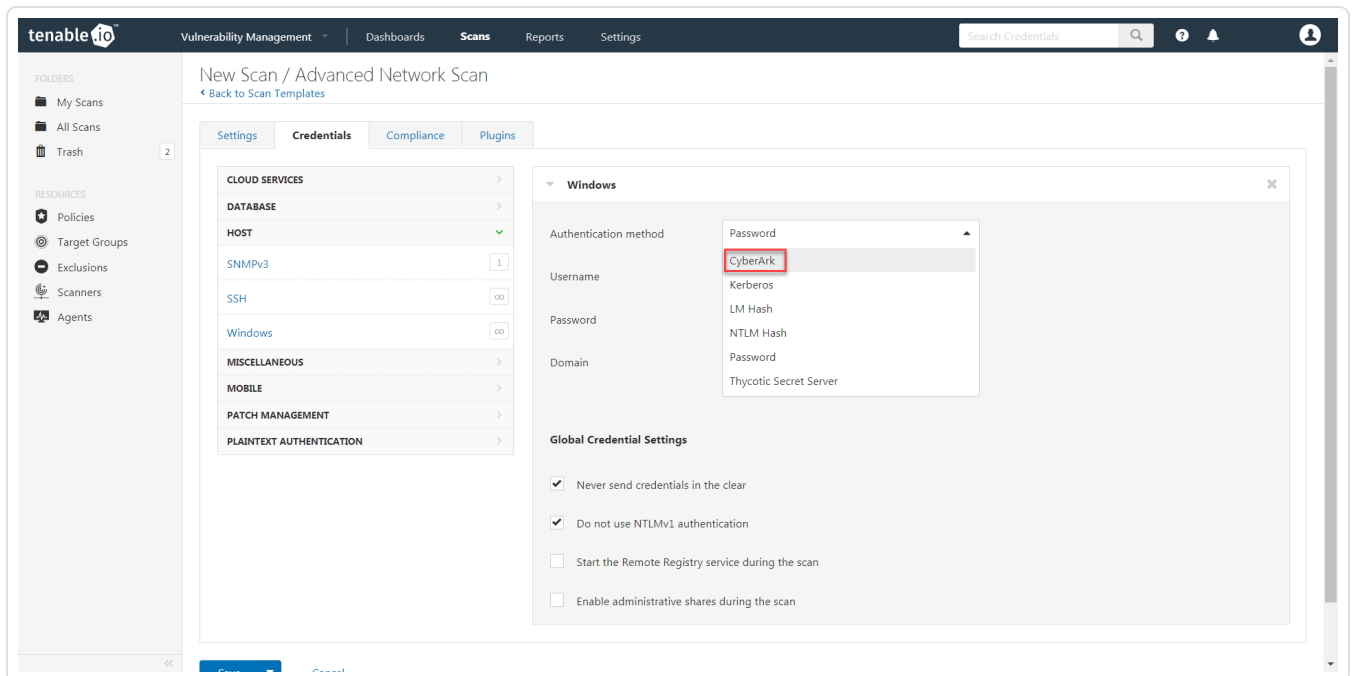 tenable.io™
Vulnerability Management
Dashboards
Scans
Reports
Settings
Search Credentials
FOLDERS
My Scans
All Scans
Trash
2
RESOURCES
Policies
Target Groups
Exclusions
Scanners
Agents
New Scan / Advanced Network Scan
Back to Scan Templates
Settings
Credentials
Compliance
Plugins
CLOUD SERVICES
DATABASE
HOST
SNMPv3
1
SSH
∞
Windows
∞
MISCELLANEOUS
MOBILE
PATCH MANAGEMENT
PLAINTEXT AUTHENTICATION
Windows
Authentication method
Password
CyberArk
Kerberos
LM Hash
NTLM Hash
Password
Thycotic Secret Server
Username
Password
Domain
Global Credential Settings
Never send credentials in the clear
Do not use NTLMv1 authentication
Start the Remote Registry service during the scan
Enable administrative shares during the scan
Save
Cancel